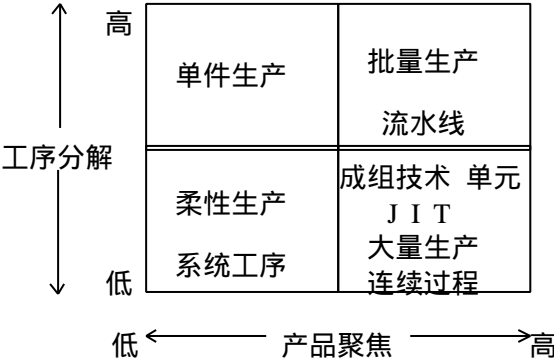 高
单件生产
批量生产
流水线
工序分解
柔性生产
系统工序
成组技术 单元
J I T
大量生产
连续过程
低
低 产品聚焦 高